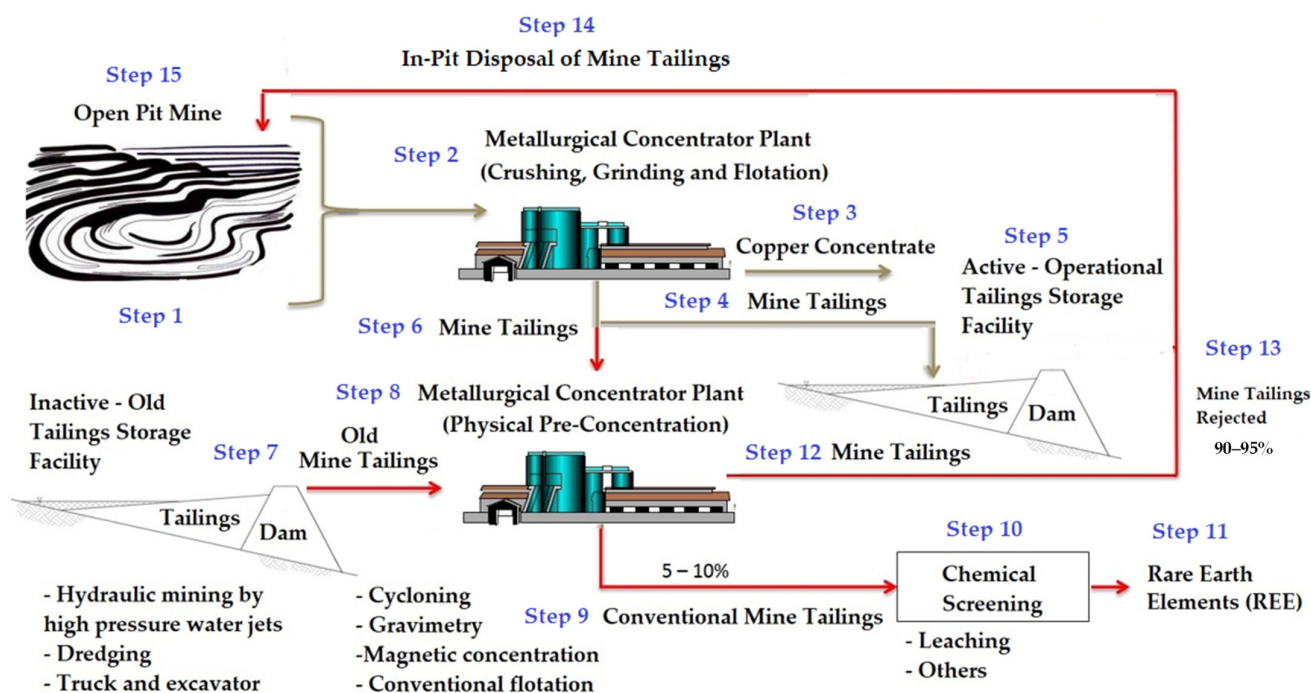 Step 14
In-Pit Disposal of Mine Tailings
Step 15
Open Pit Mine
Step 2
Metallurgical Concentrator Plant
(Crushing, Grinding and Flotation)
Step 3
Copper Concentrate
Step 5
Active - Operational
Tailings Storage
Facility
Step 1
Step 4 Mine Tailings
Step 6 Mine Tailings
Step 13
Mine Tailings
Rejected
90–95%
Tailings
Dam
Inactive - Old
Tailings Storage
Facility
Step 7
Step 8
Old
Mine Tailings
Metallurgical Concentrator Plant
(Physical Pre-Concentration)
Step 12 Mine Tailings
Tailings
Dam
- Hydraulic mining by
high pressure water jets
- Dredging
- Truck and excavator
- Cycloning
- Gravimetry
-Magnetic concentration
- Conventional flotation
5 – 10%
Step 9 Conventional Mine Tailings
Step 10
Chemical
Screening
- Leaching
- Others
Step 11
Rare Earth
Elements (REE)